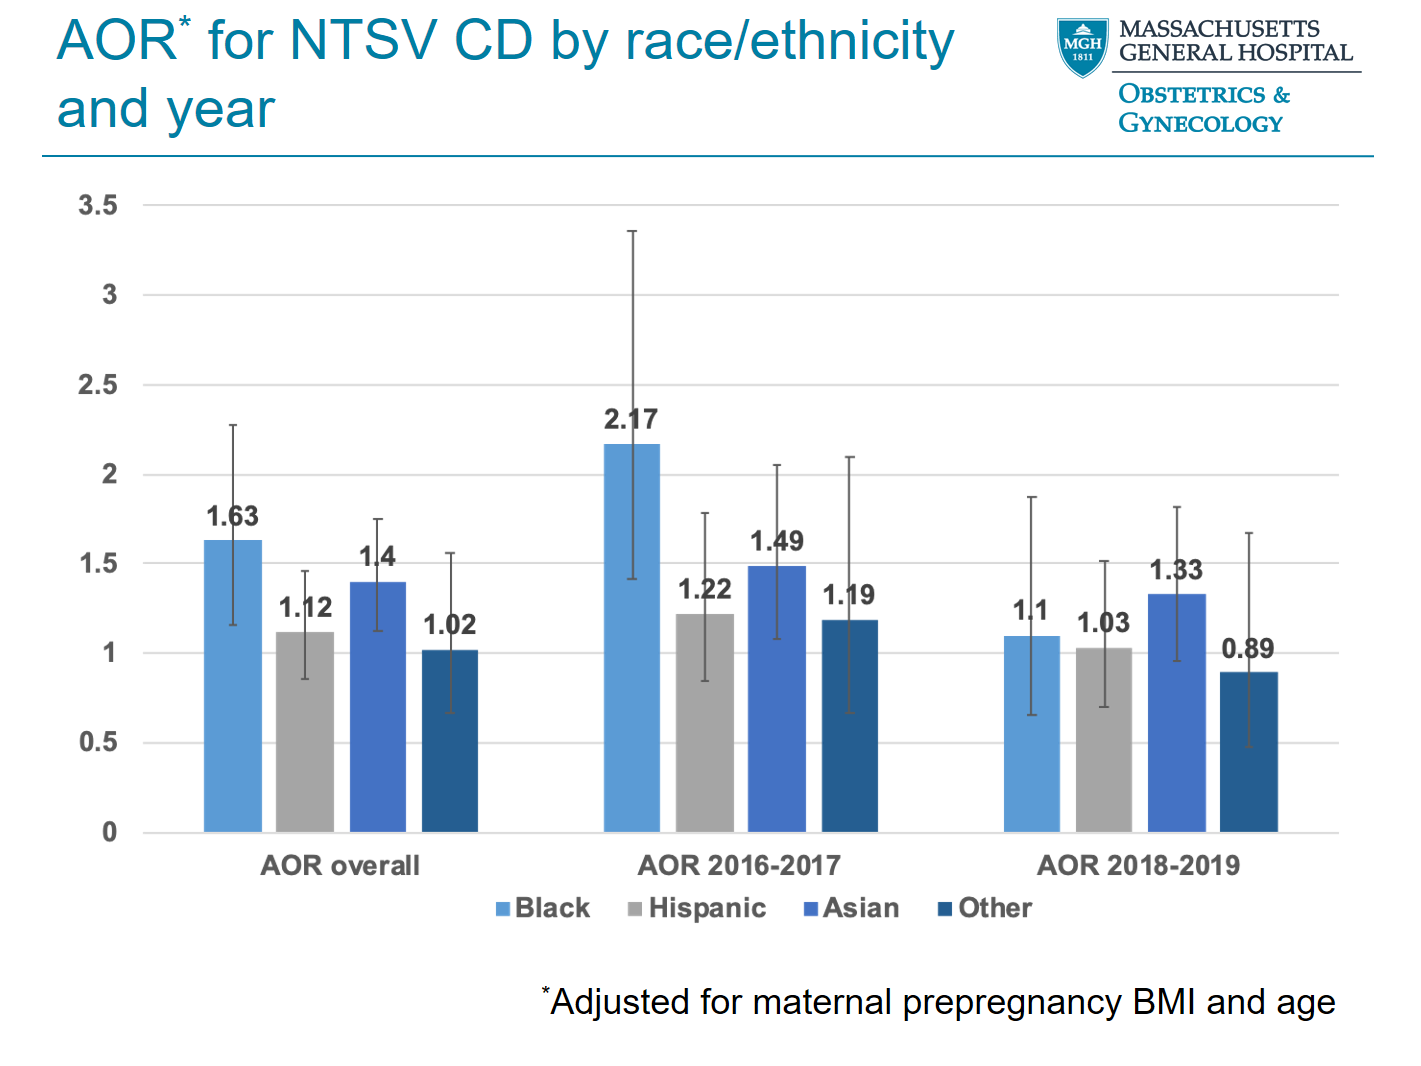 AOR* for NTSV CD by race/ethnicity
and year
MGH
1811
MASSACHUSETTS
GENERAL HOSPITAL
OBSTETRICS &
GYNECOLOGY
3.5
3
2.5
2
1.5
1
0.5
0
1.63
1.12
1.4
1.02
2.17
1.22
1.49
1.19
1.1
1.03
1.33
0.89
AOR overall
AOR 2016-2017
AOR 2018-2019
Black
Hispanic
Asian
Other
*Adjusted for maternal prepregnancy BMI and age